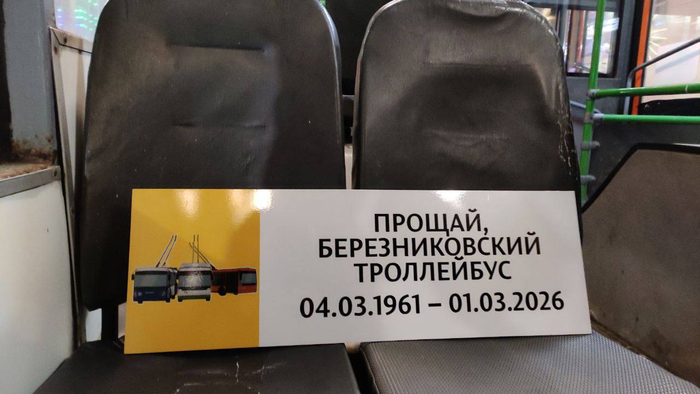 ПРОЩАЙ,
БЕРЕЗНИКОВСКИЙ
ТРОЛЛЕЙБУС
04.03.1961 – 01.03.2026